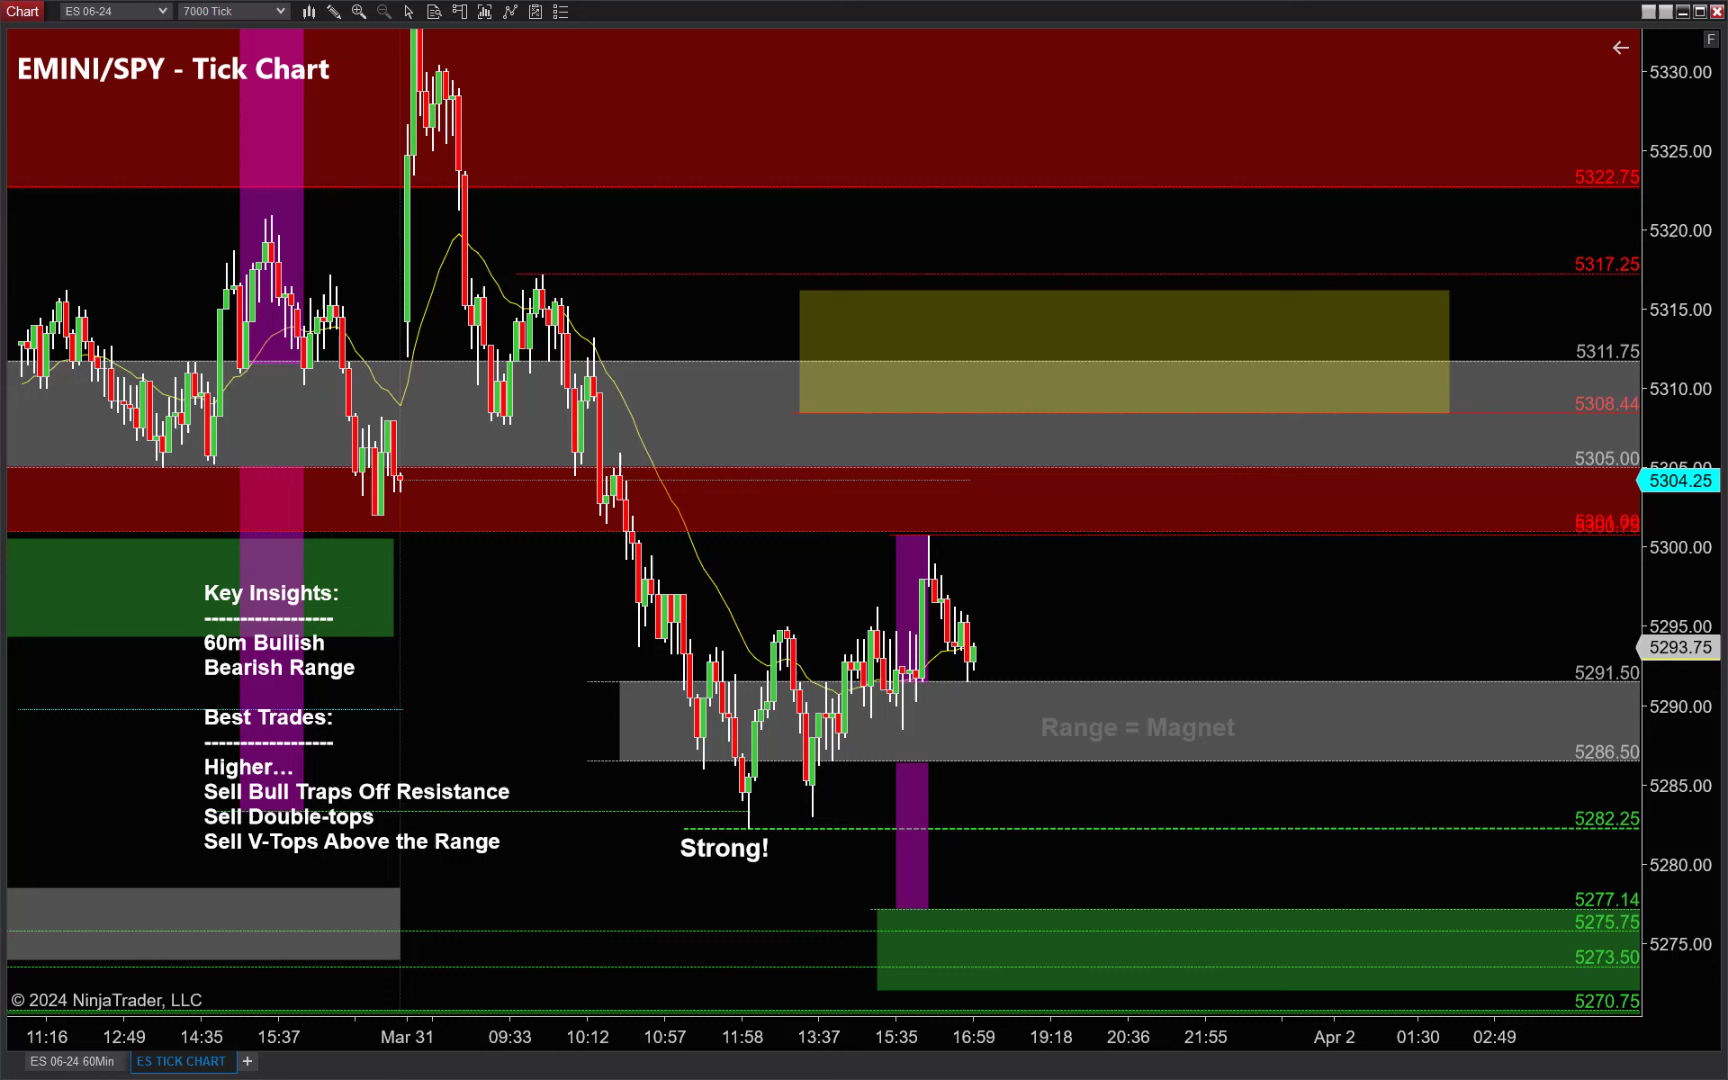 Chart ES 06-24 7000 Tick
F
EMINI/SPY - Tick Chart
5330.00
5325.00
5322.75
5320.00
5317.25
5315.00
5311.75
5310.00
5308.44
5305.00
5305.00
5304.25
5300.00
Key Insights:
------------------
60m Bullish
Bearish Range
Best Trades:
------------------
Higher...
Sell Bull Traps Off Resistance
Sell Double-tops
Sell V-Tops Above the Range
5295.00
5293.75
5291.50
5290.00
Range = Magnet
5286.50
5285.00
5282.25
Strong!
5280.00
5277.14
5275.75
5275.00
5273.50
5270.75
© 2024 NinjaTrader, LLC
11:16 12:49 14:35 15:37 Mar 31 09:33 10:12 10:57 11:58 13:37 15:35 16:59 19:18 20:36 21:55 Apr 2 01:30 02:49
ES 06-24 60Min ES TICK CHART +